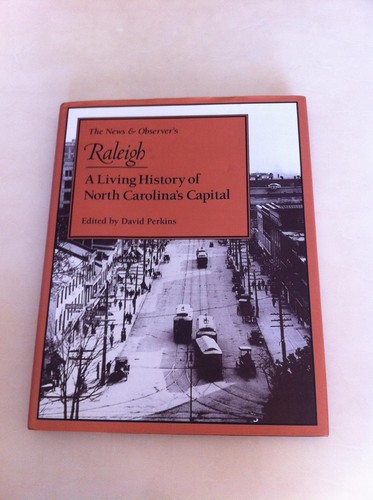 The News & Observer's
Raleigh
A Living History of
North Carolina's Capital
Edited by David Perkins